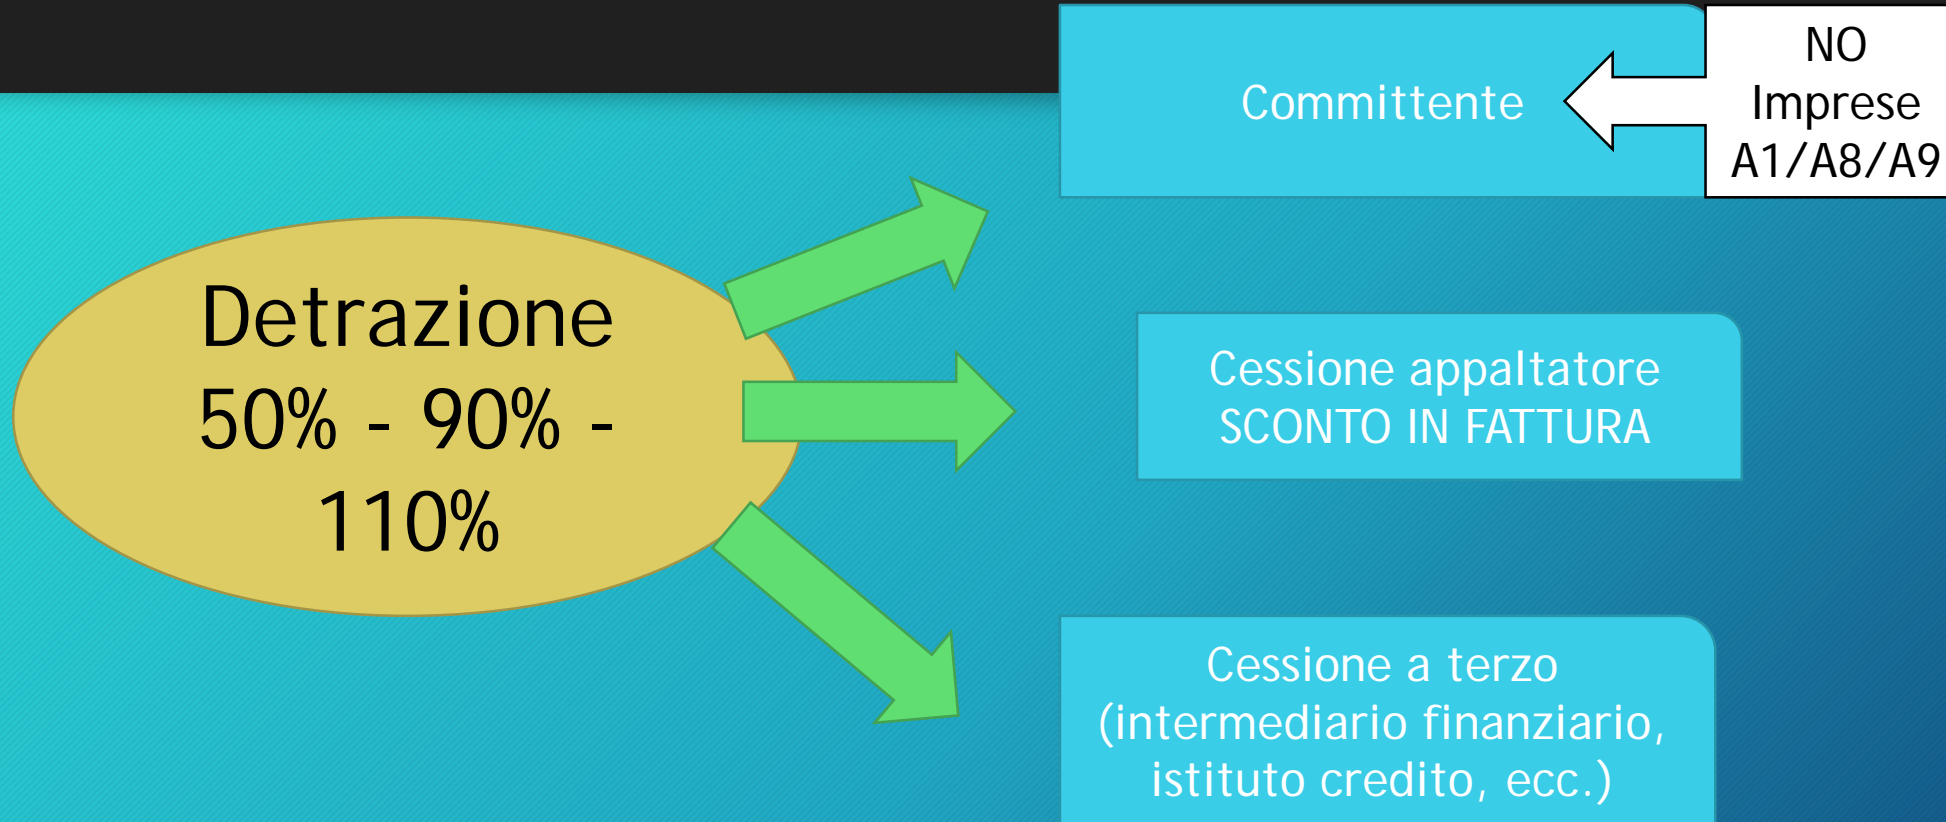 Committente
NO
Imprese
A1/A8/A9
Detrazione
50% - 90% -
110%
Cessione appaltatore
SCONTO IN FATTURA
Cessione a terzo
(intermediario finanziario,
istituto credito, ecc.)